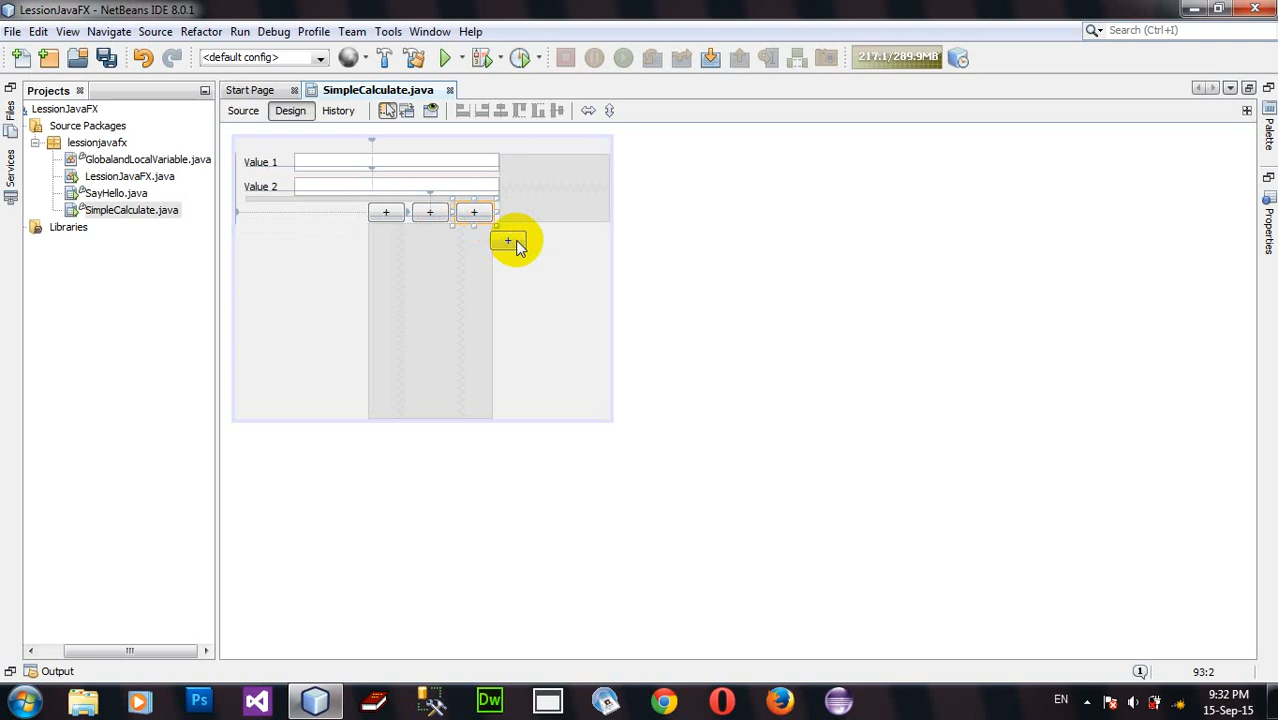 LessionJavaFX - NetBeans IDE 8.0.1
File Edit View Navigate Source Refactor Run Debug Profile Team Tools Window Help
Search (Ctrl+I)
<default config>
217.1/289.9MB
Projects
Start Page
SimpleCalculate.java
Source Design History
Files
Services
LessionJavaFX
Source Packages
lessionjavafx
GlobalandLocalVariable.java
LessionJavaFX.java
SayHello.java
SimpleCalculate.java
Libraries
Value 1
Value 2
+ + +
+
Palette
Properties
Output
1
93:2
Ps
Dw
EN
9:32 PM
15-Sep-15